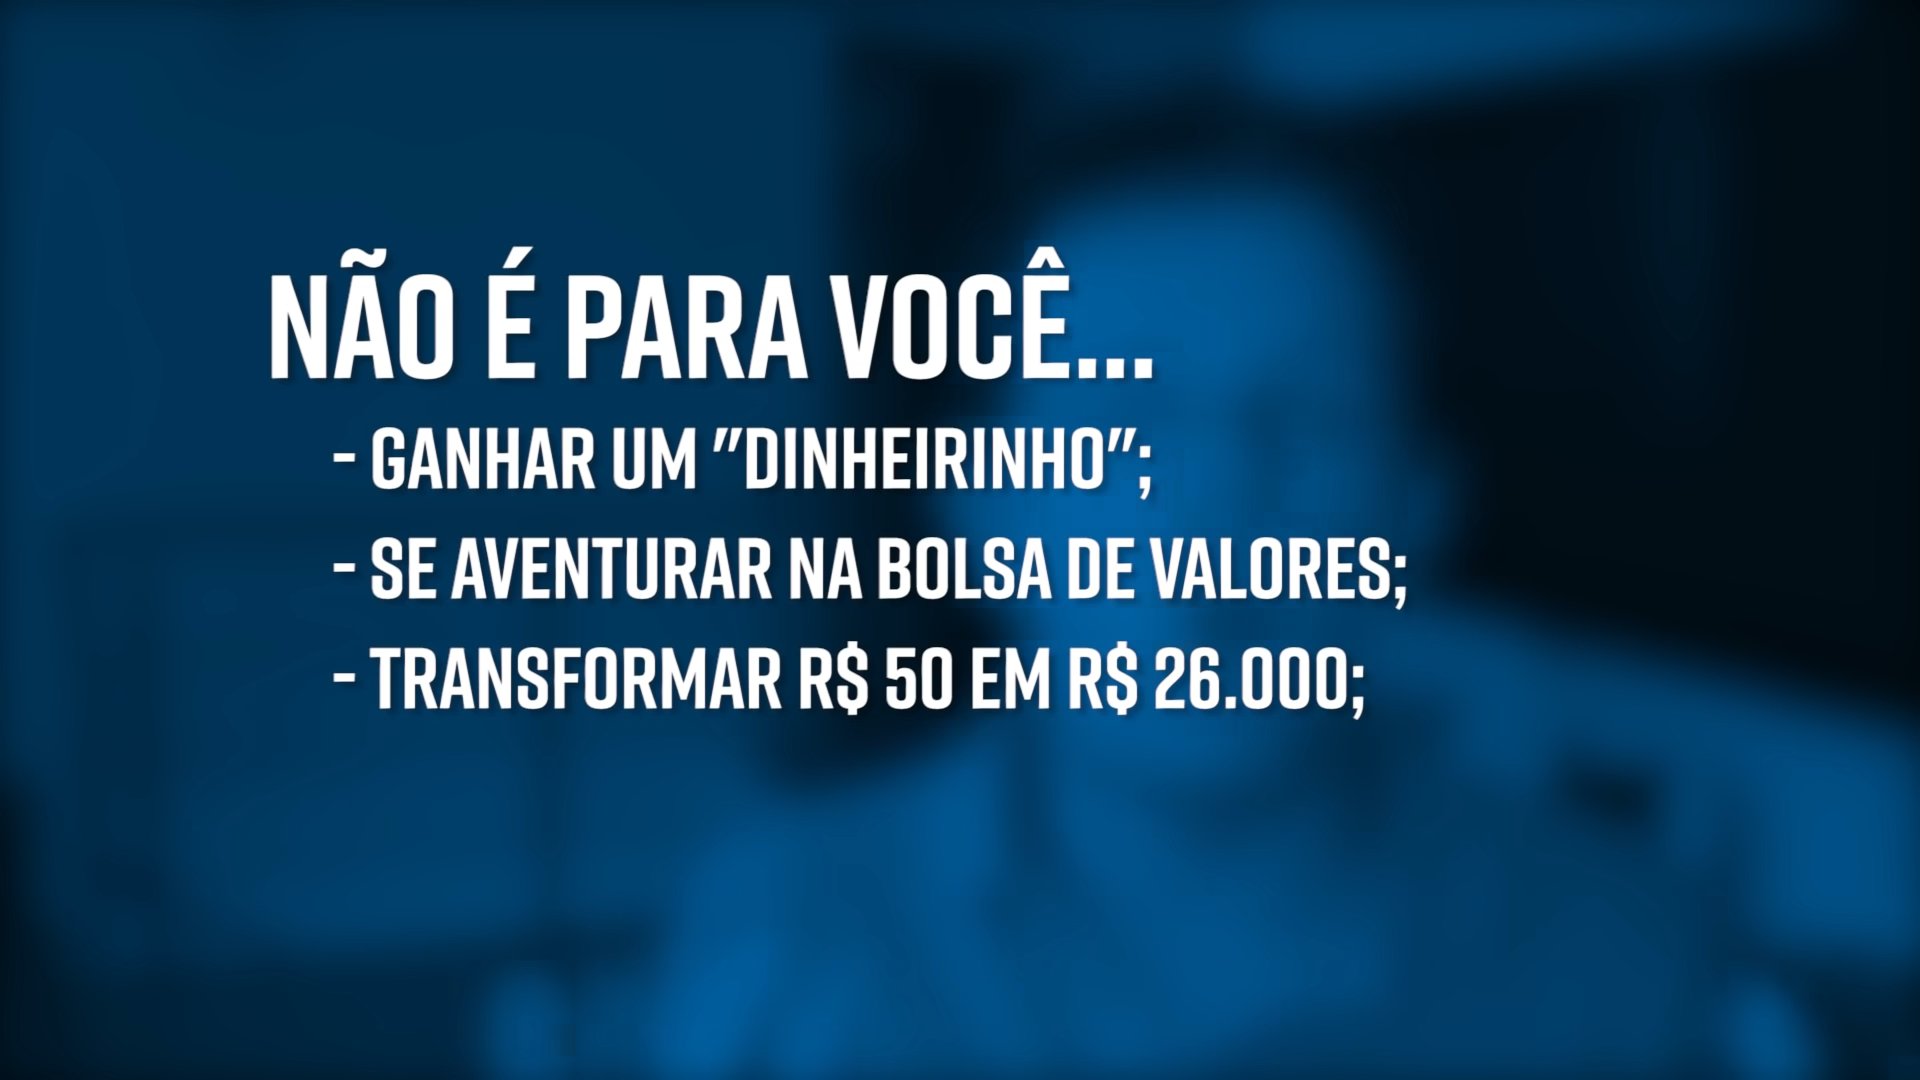 NÃO É PARA VOCÊ...
- GANHAR UM "DINHEIRINHO";
- SE AVENTURAR NA BOLSA DE VALORES;
- TRANSFORMAR R$ 50 EM R$ 26.000;